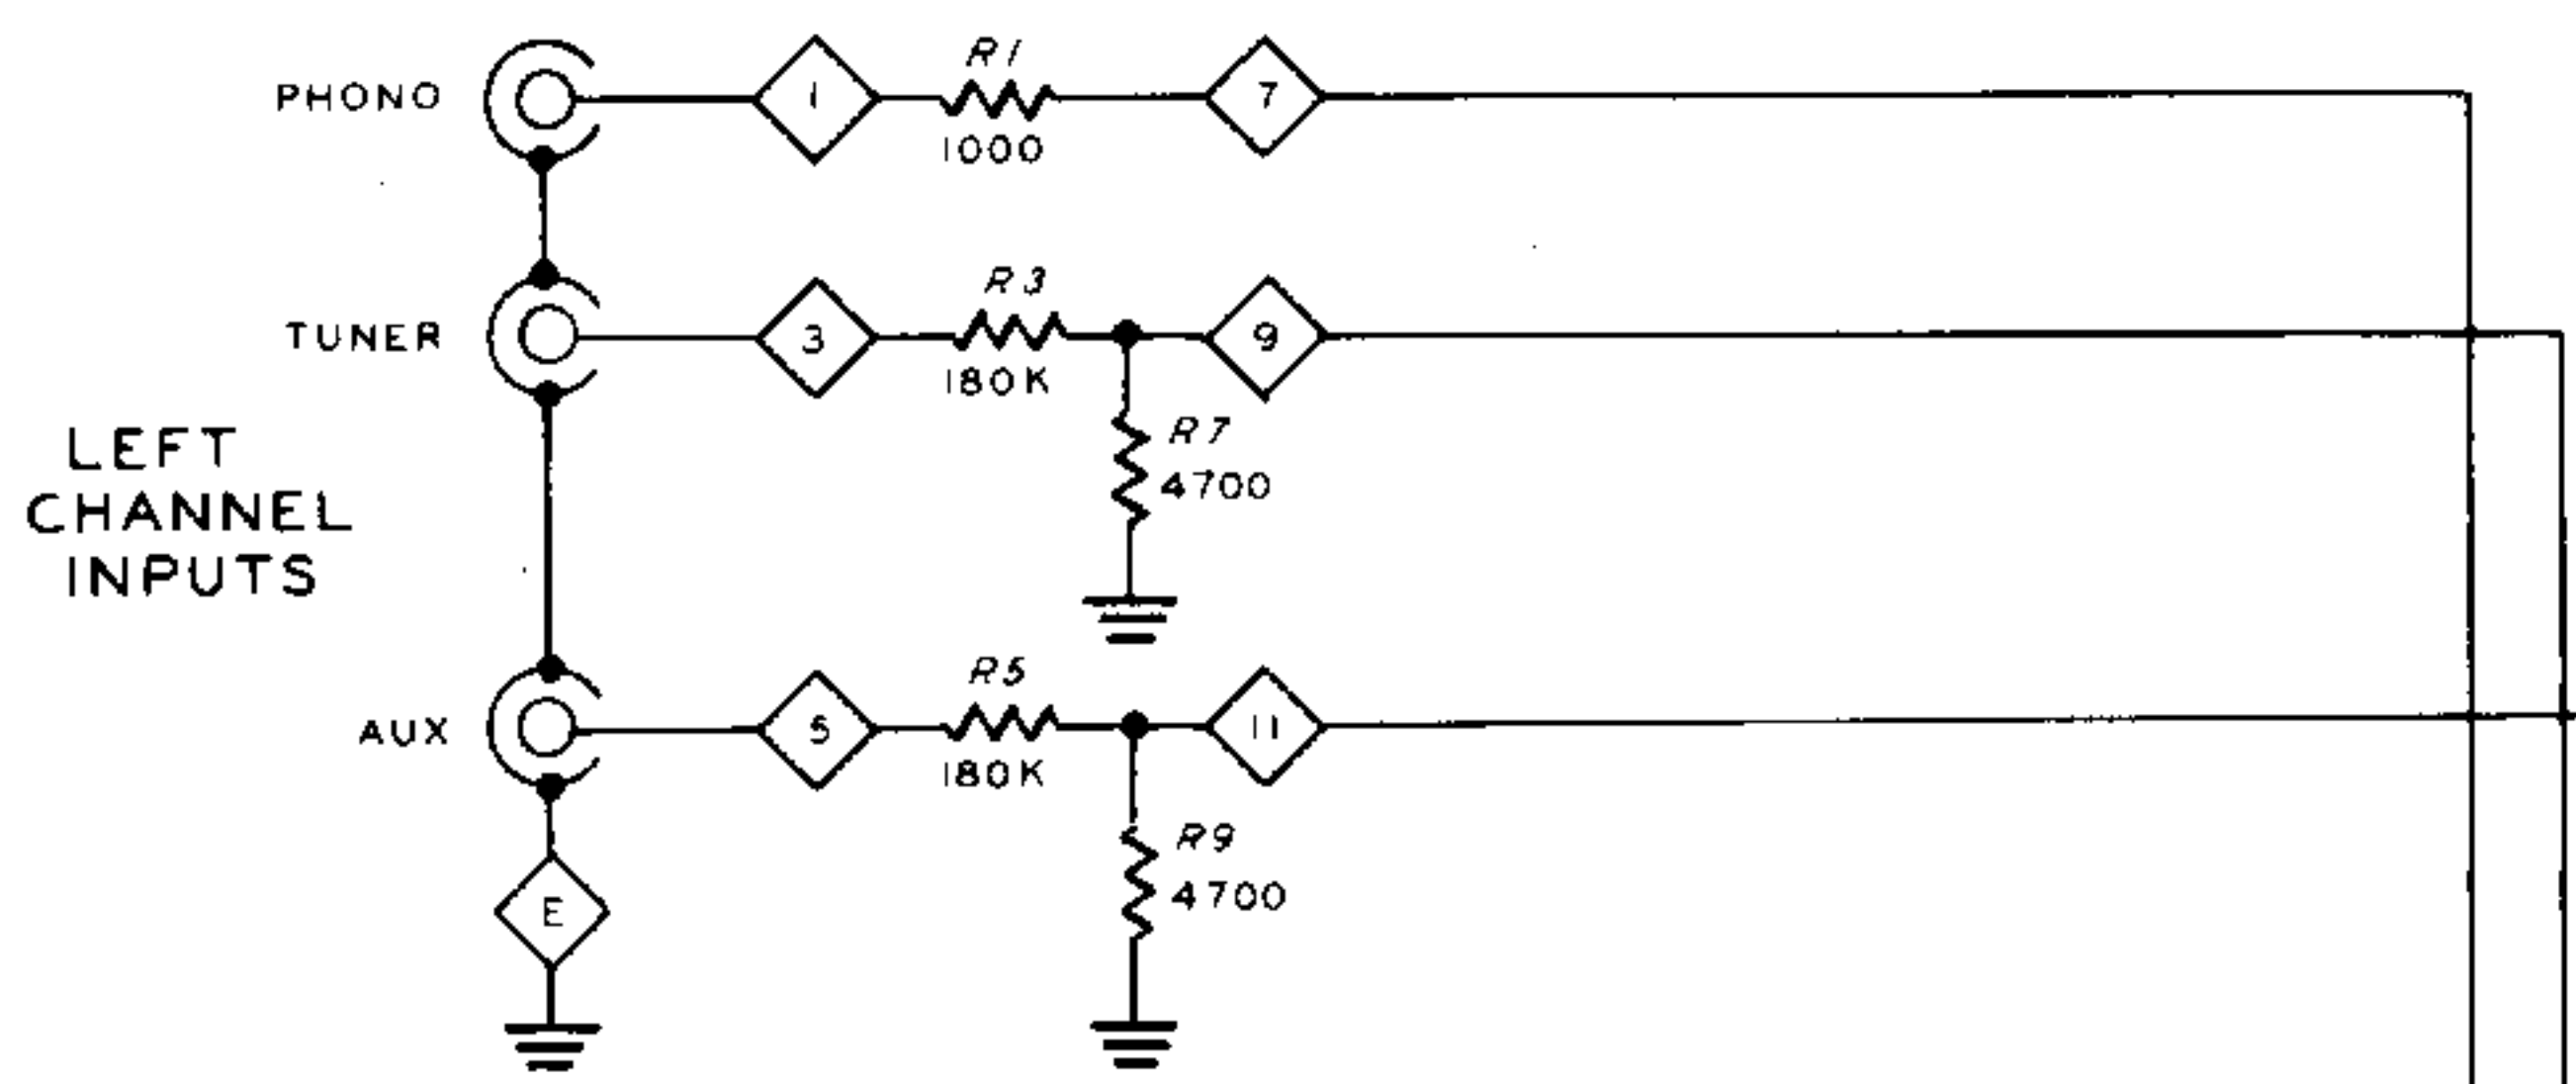 PHONO
1
R1
1000
7
TUNER
3
R3
180K
9
R7
4700
LEFT
CHANNEL
INPUTS
AUX
5
R5
180K
11
R9
4700
E